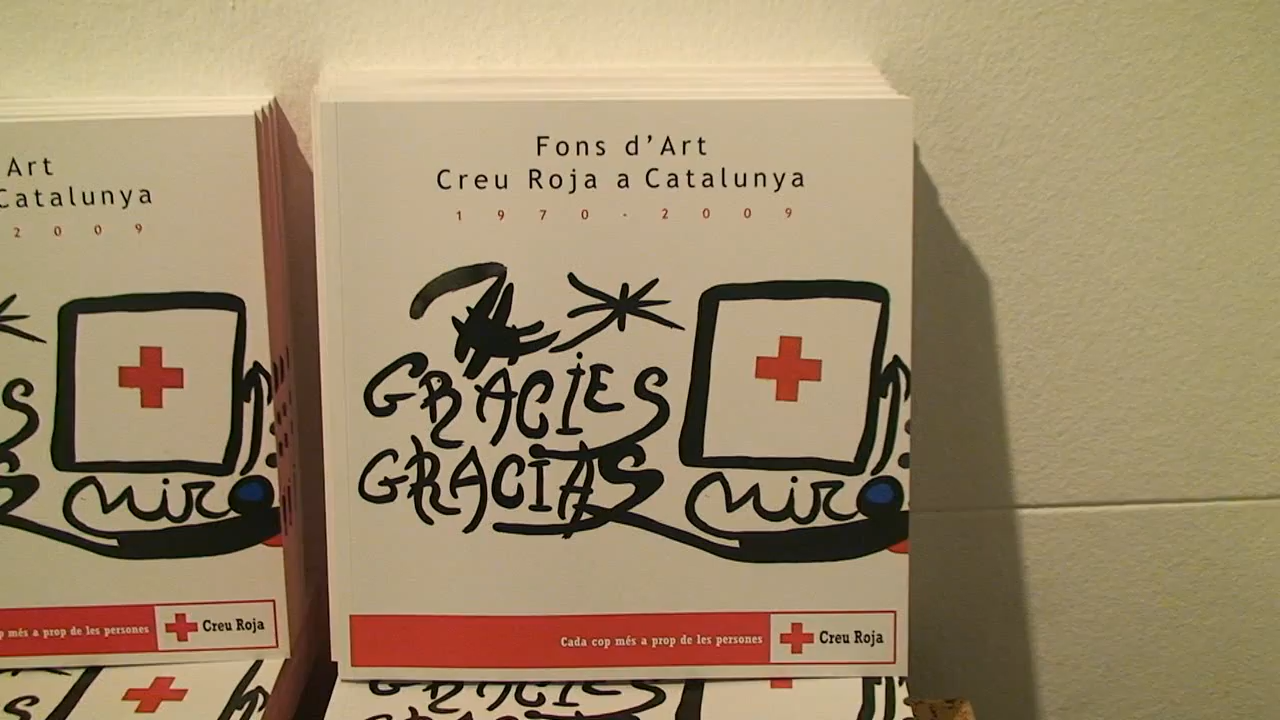 Art
Catalunya
2009
Miró
p més a prop de les persones
Creu Roja
Fons d'Art
Creu Roja a Catalunya
1970-2009
GRÀCIES
GRACIAS
Miró
Cada cop més a prop de les persones
Creu Roja